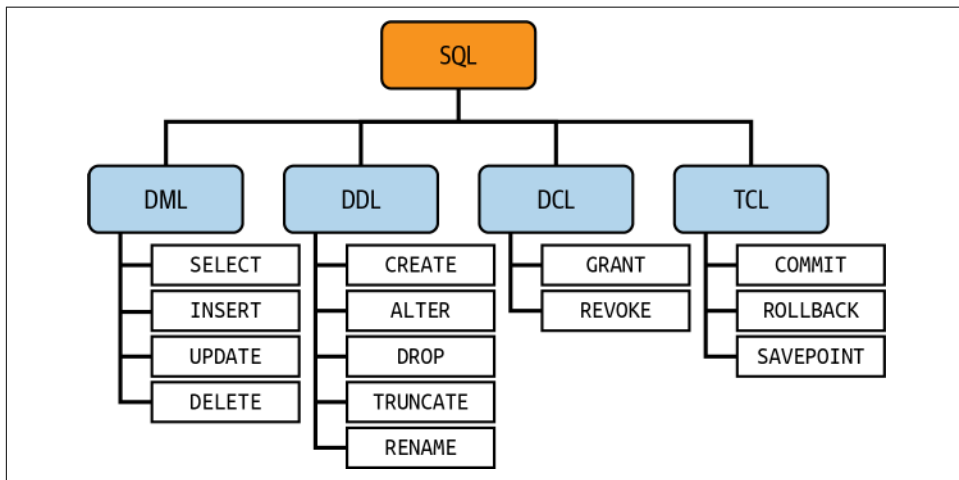 SQL
DML
DDL
DCL
TCL
SELECT
INSERT
UPDATE
DELETE
CREATE
ALTER
DROP
TRUNCATE
RENAME
GRANT
REVOKE
COMMIT
ROLLBACK
SAVEPOINT